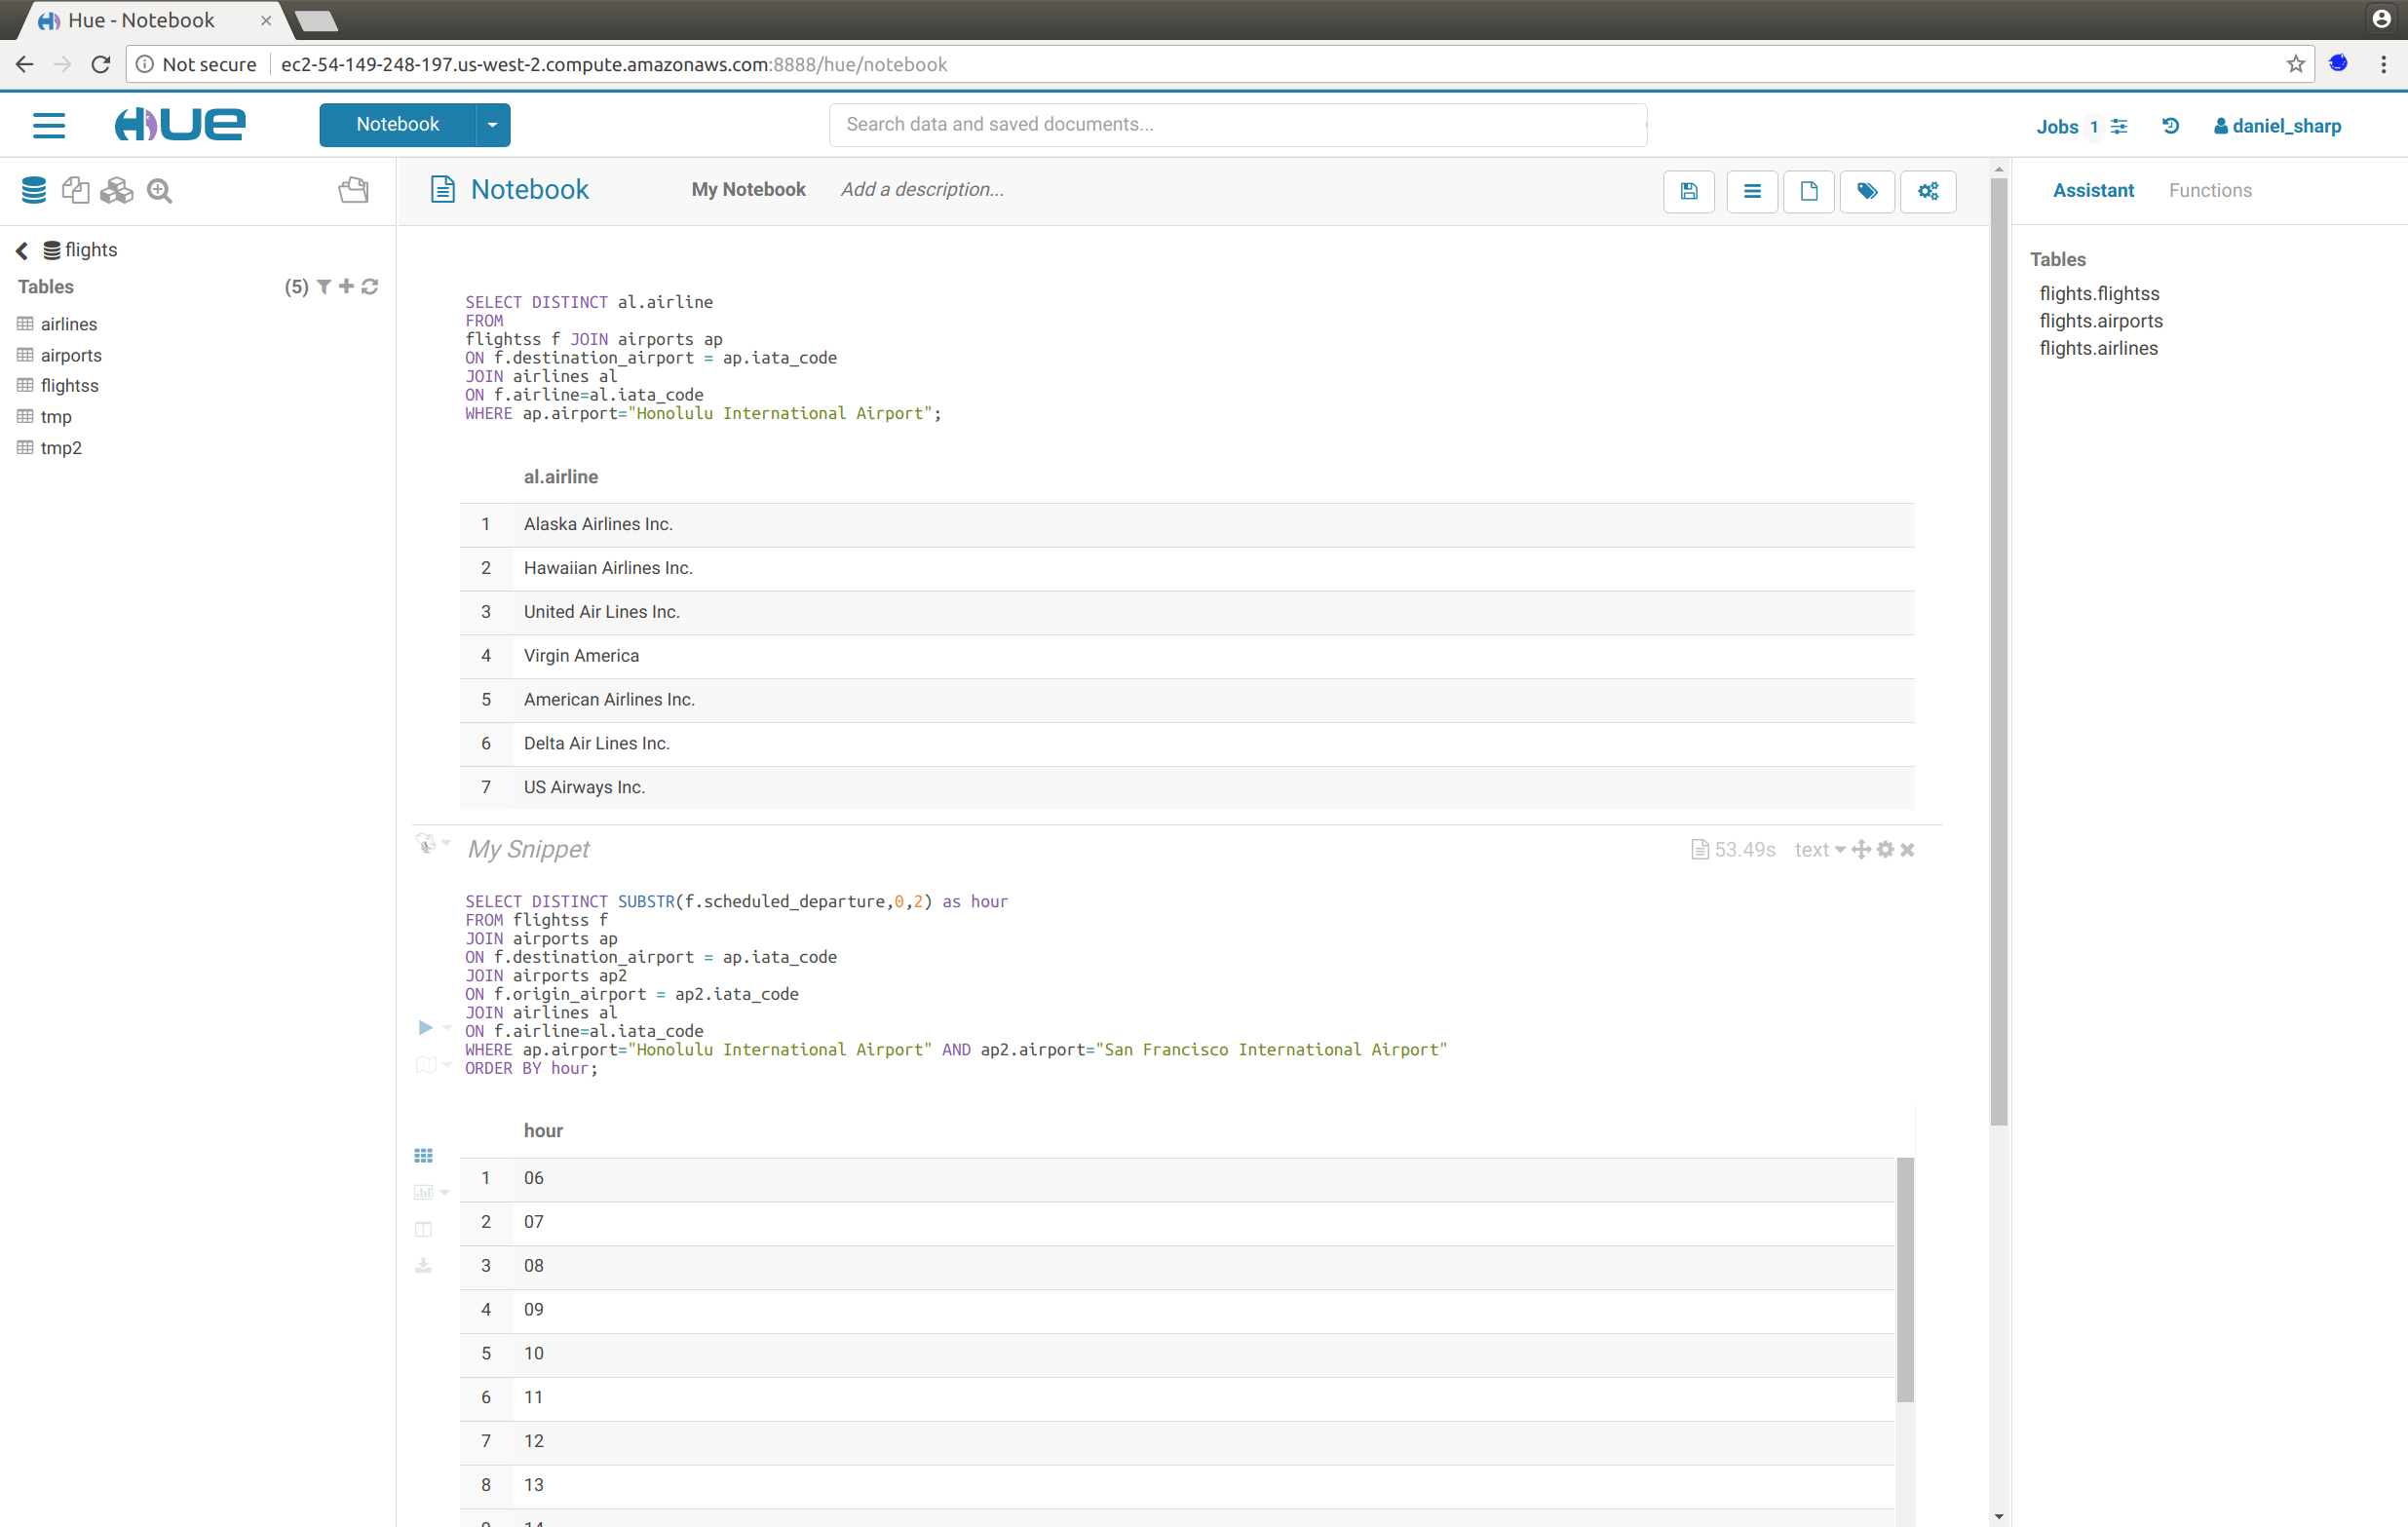 Hue - Notebook
Not secure ec2-54-149-248-197.us-west-2.compute.amazonaws.com:8888/hue/notebook
HUE
Notebook
Search data and saved documents...
Jobs 1
daniel_sharp
Notebook
My Notebook
Add a description...
Assistant
Functions
flights
Tables
(5)
airlines
airports
flightss
tmp
tmp2
SELECT DISTINCT al.airline
FROM
flightss f JOIN airports ap
ON f.destination_airport = ap.iata_code
JOIN airlines al
ON f.airline=al.iata_code
WHERE ap.airport="Honolulu International Airport";
al.airline
1 Alaska Airlines Inc.
2 Hawaiian Airlines Inc.
3 United Air Lines Inc.
4 Virgin America
5 American Airlines Inc.
6 Delta Air Lines Inc.
7 US Airways Inc.
My Snippet
53.49s
text
SELECT DISTINCT SUBSTR(f.scheduled_departure,0,2) as hour
FROM flightss f
JOIN airports ap
ON f.destination_airport = ap.iata_code
JOIN airports ap2
ON f.origin_airport = ap2.iata_code
JOIN airlines al
ON f.airline=al.iata_code
WHERE ap.airport="Honolulu International Airport" AND ap2.airport="San Francisco International Airport"
ORDER BY hour;
hour
1 06
2 07
3 08
4 09
5 10
6 11
7 12
8 13
Tables
flights.flightss
flights.airports
flights.airlines